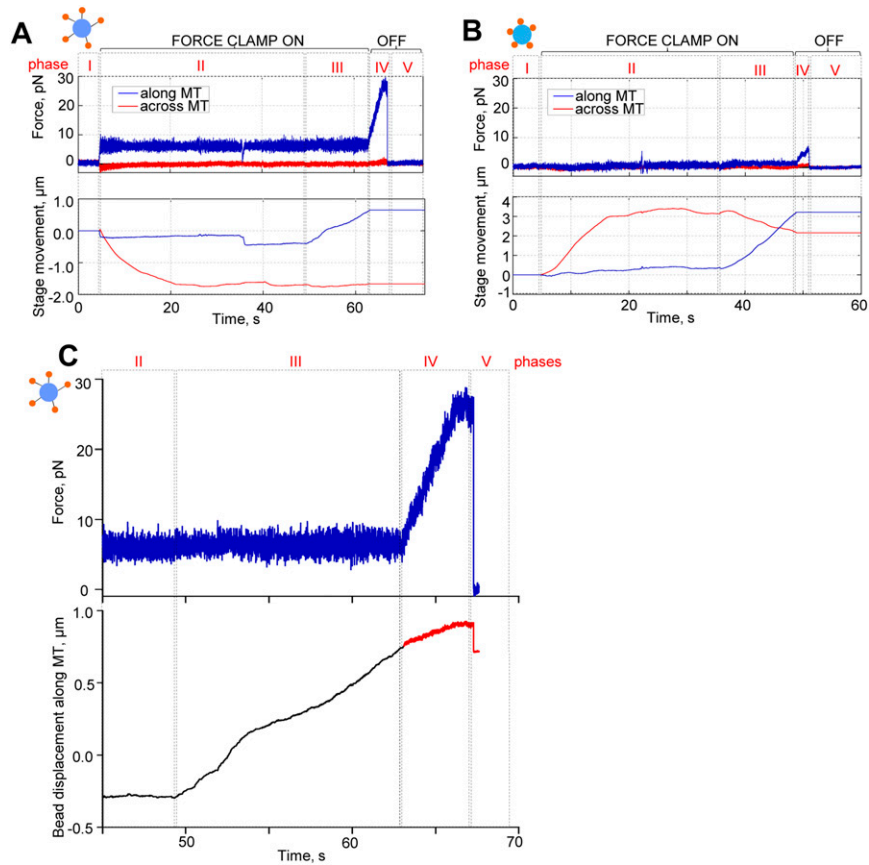 A
FORCE CLAMP ON OFF
phase I II III IV V
30
20
10
0
Force, pN
along MT
across MT
1.0
0.0
-1.0
-2.0
Stage movement, µm
0 20 40 60
Time, s
B
FORCE CLAMP ON OFF
phase I II III IV V
30
20
10
0
Force, pN
along MT
across MT
4
3
2
1
0
1
Stage movement, µm
0 20 40 60
Time, s
C
II III IV V phases
30
20
10
0
Force, pN
1.0
0.5
0.0
-0.5
Bead displacement along MT, µm
50 60 70
Time, s